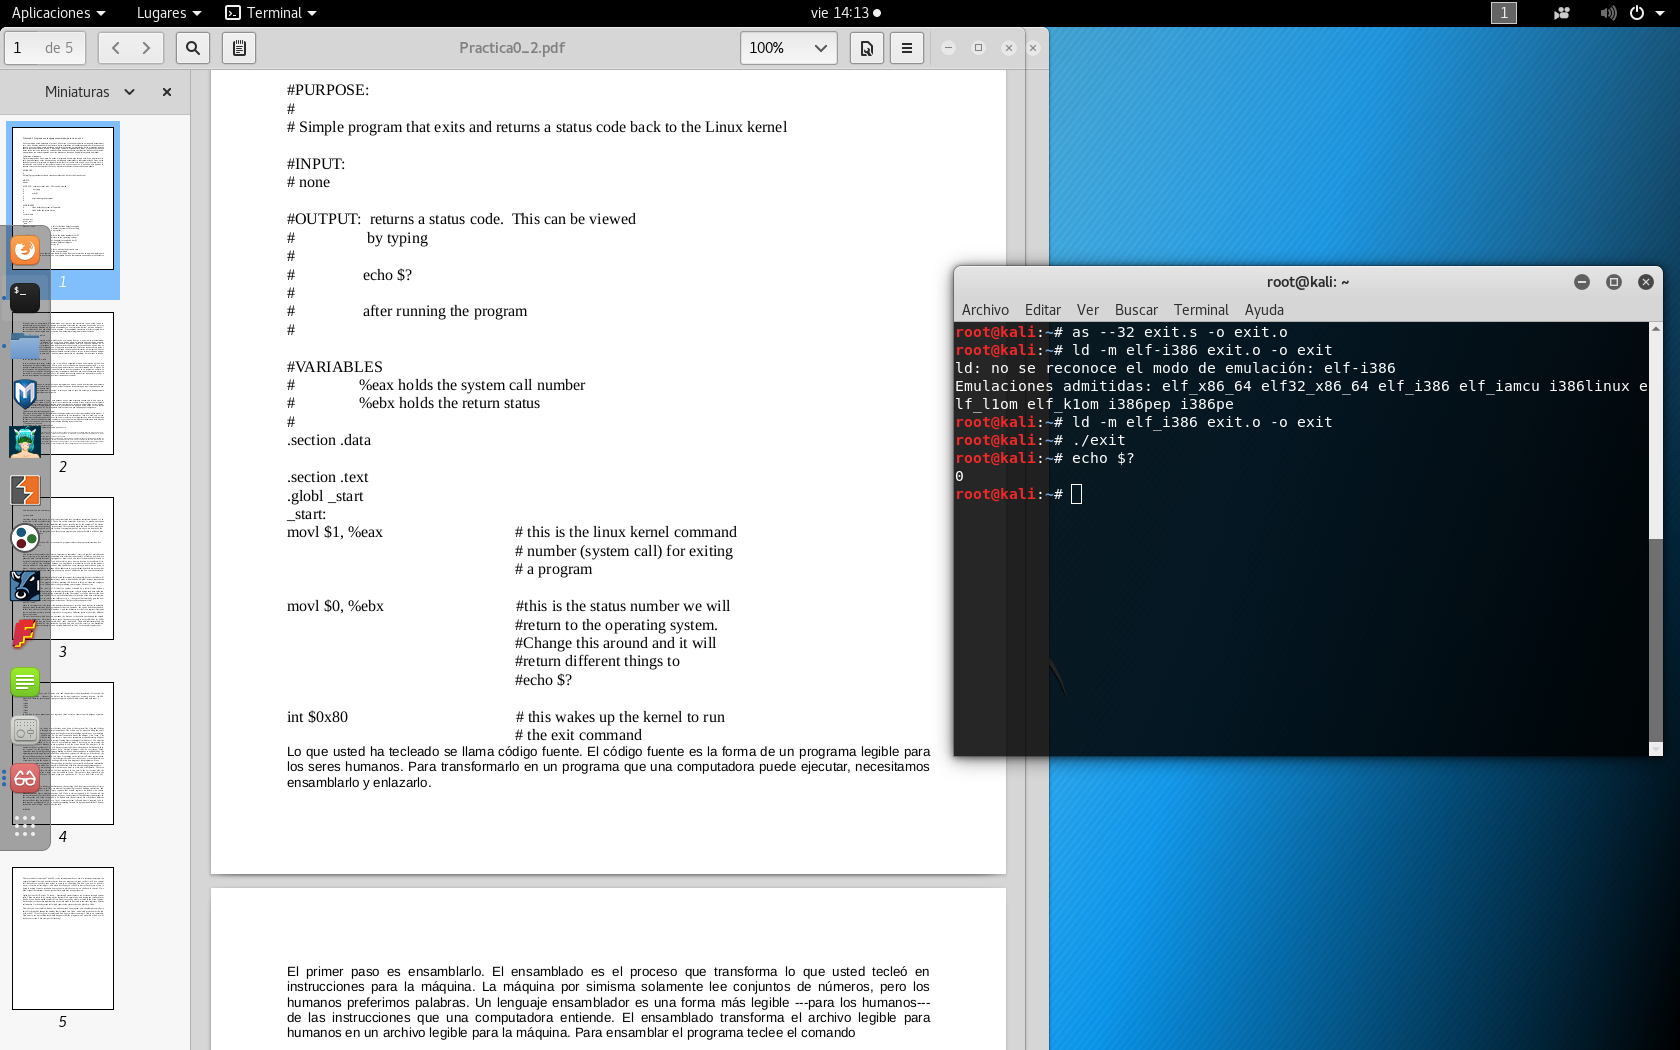 Aplicaciones Lugares Terminal vie 14:13 1
1 de 5 Practica0_2.pdf 100%
Miniaturas
1
2
3
4
5
#PURPOSE:
#
# Simple program that exits and returns a status code back to the Linux kernel
#INPUT:
# none
#OUTPUT: returns a status code. This can be viewed
# by typing
#
# echo $?
#
# after running the program
#
#VARIABLES
# %eax holds the system call number
# %ebx holds the return status
#
.section .data
.section .text
.globl _start
_start:
movl $1, %eax # this is the linux kernel command
# number (system call) for exiting
# a program
movl $0, %ebx #this is the status number we will
#return to the operating system.
#Change this around and it will
#return different things to
#echo $?
int $0x80 # this wakes up the kernel to run
# the exit command
Lo que usted ha tecleado se llama código fuente. El código fuente es la forma de un programa legible para
los seres humanos. Para transformarlo en un programa que una computadora puede ejecutar, necesitamos
ensamblarlo y enlazarlo.
El primer paso es ensamblarlo. El ensamblado es el proceso que transforma lo que usted tecleó en
instrucciones para la máquina. La máquina por simisma solamente lee conjuntos de números, pero los
humanos preferimos palabras. Un lenguaje ensamblador es una forma más legible ---para los humanos---
de las instrucciones que una computadora entiende. El ensamblado transforma el archivo legible para
humanos en un archivo legible para la máquina. Para ensamblar el programa teclee el comando
root@kali: ~
Archivo Editar Ver Buscar Terminal Ayuda
root@kali:~# as --32 exit.s -o exit.o
root@kali:~# ld -m elf-i386 exit.o -o exit
ld: no se reconoce el modo de emulación: elf-i386
Emulaciones admitidas: elf_x86_64 elf32_x86_64 elf_i386 elf_iamcu i386linux e
lf_l1om elf_k1om i386pep i386pe
root@kali:~# ld -m elf_i386 exit.o -o exit
root@kali:~# ./exit
root@kali:~# echo $?
0
root@kali:~#